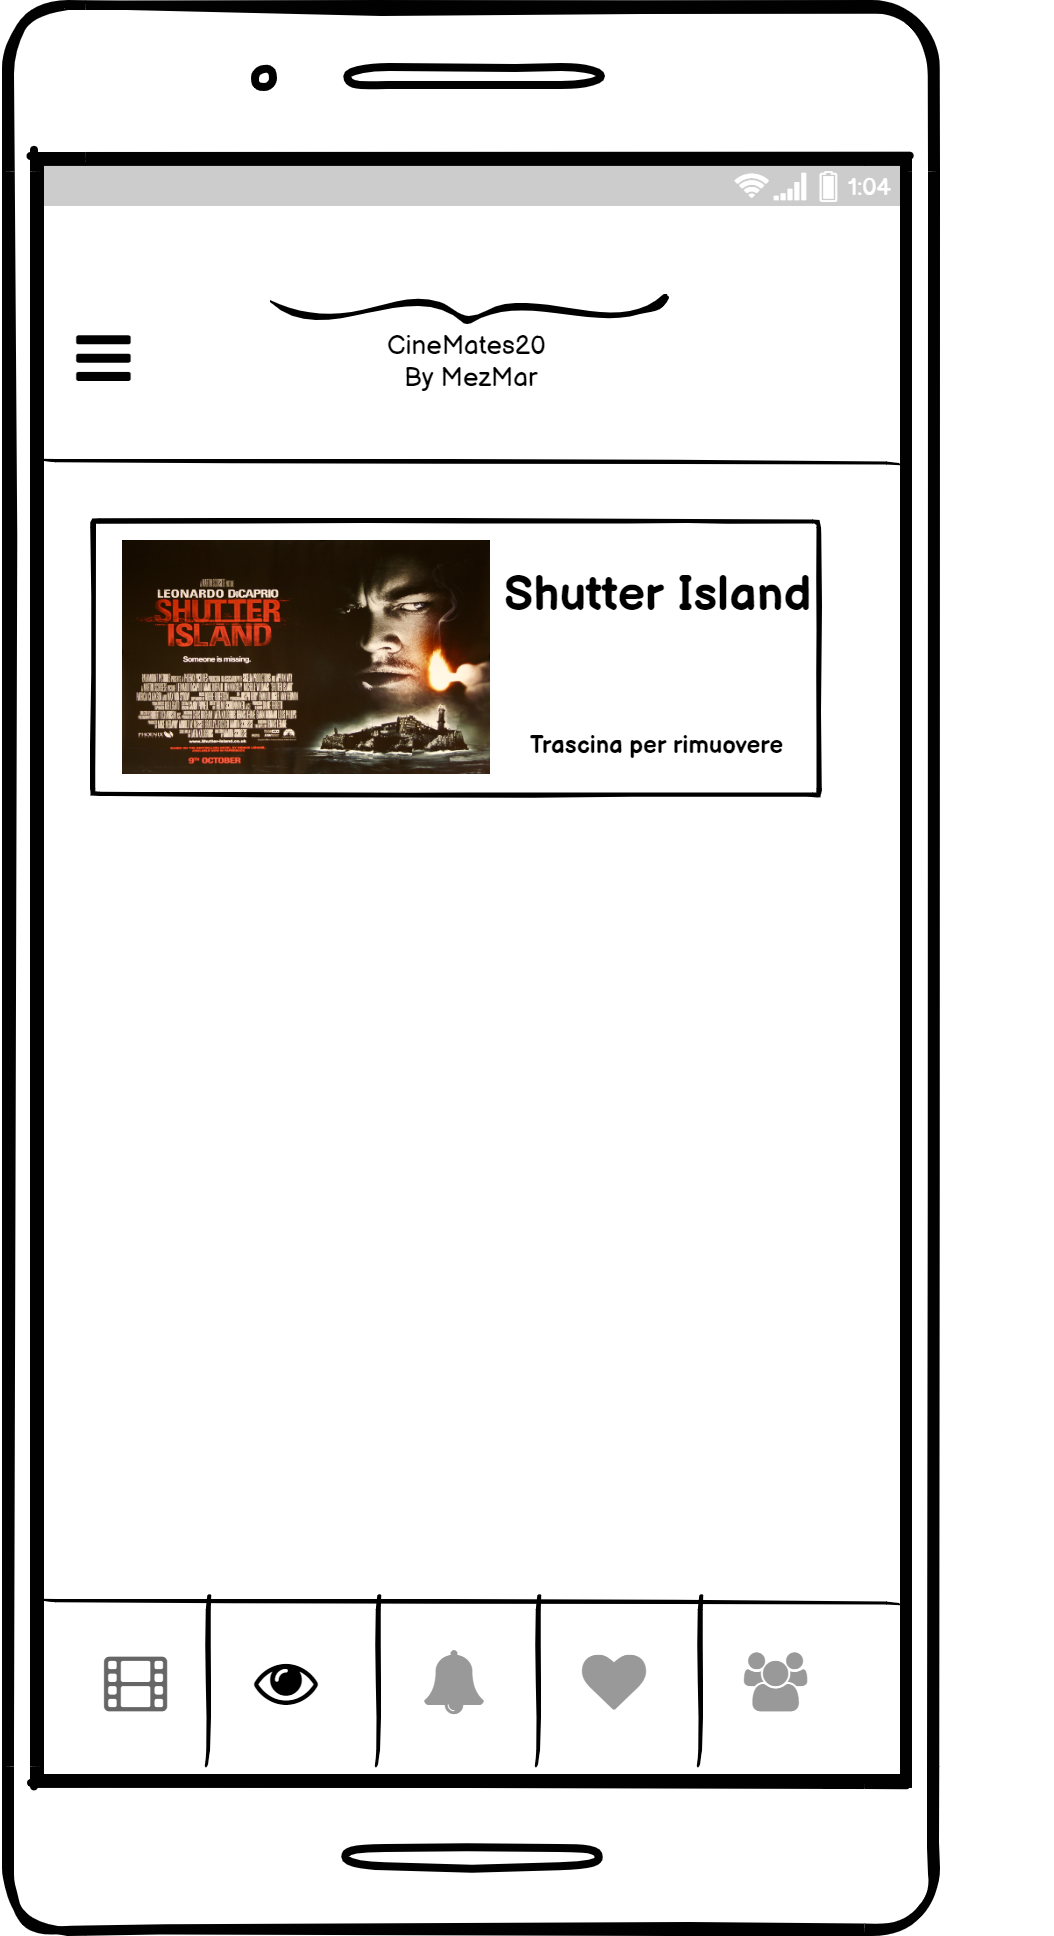 1:04
CineMates20
By MezMar
LEONARDO DiCAPRIO
SHUTTER
ISLAND
Someone is missing.
9TH OCTOBER
Shutter Island
Trascina per rimuovere